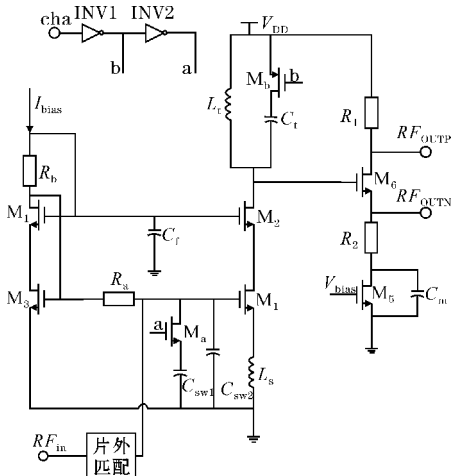 cha INV1 INV2
b a
V_DD
I_bias
L_t M_b b
C_t
R_1
RF_OUTP
R_b
M_6
M_1 M_2
RF_OUTN
C_f
R_2
M_3 R_a M_1
V_bias M_5 C_m
a M_a
C_sw1 C_sw2 L_s
RF_in 片外
匹配